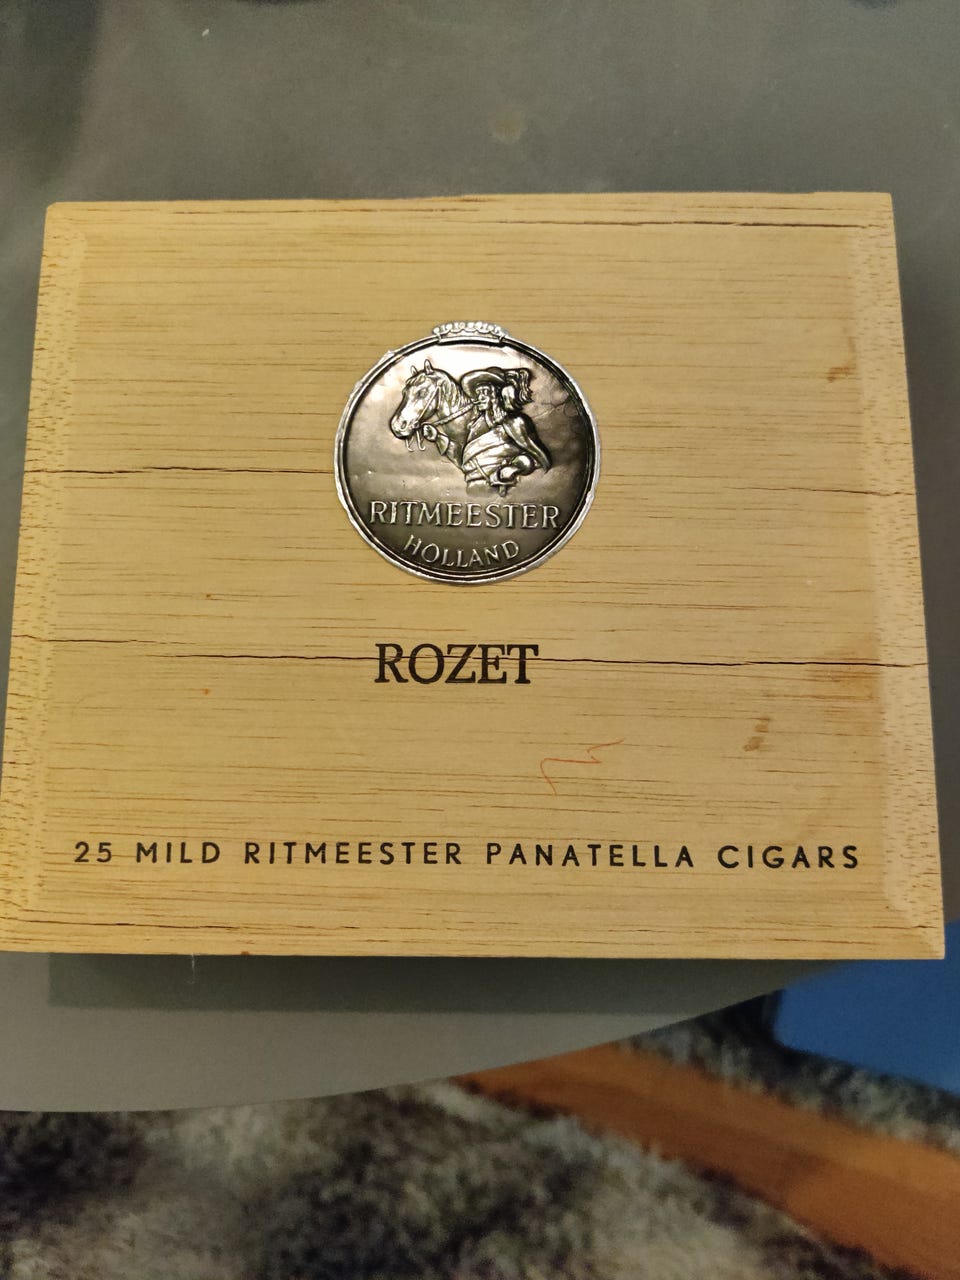 RITMEESTER
HOLLAND
ROZET
25 MILD RITMEESTER PANATELLA CIGARS